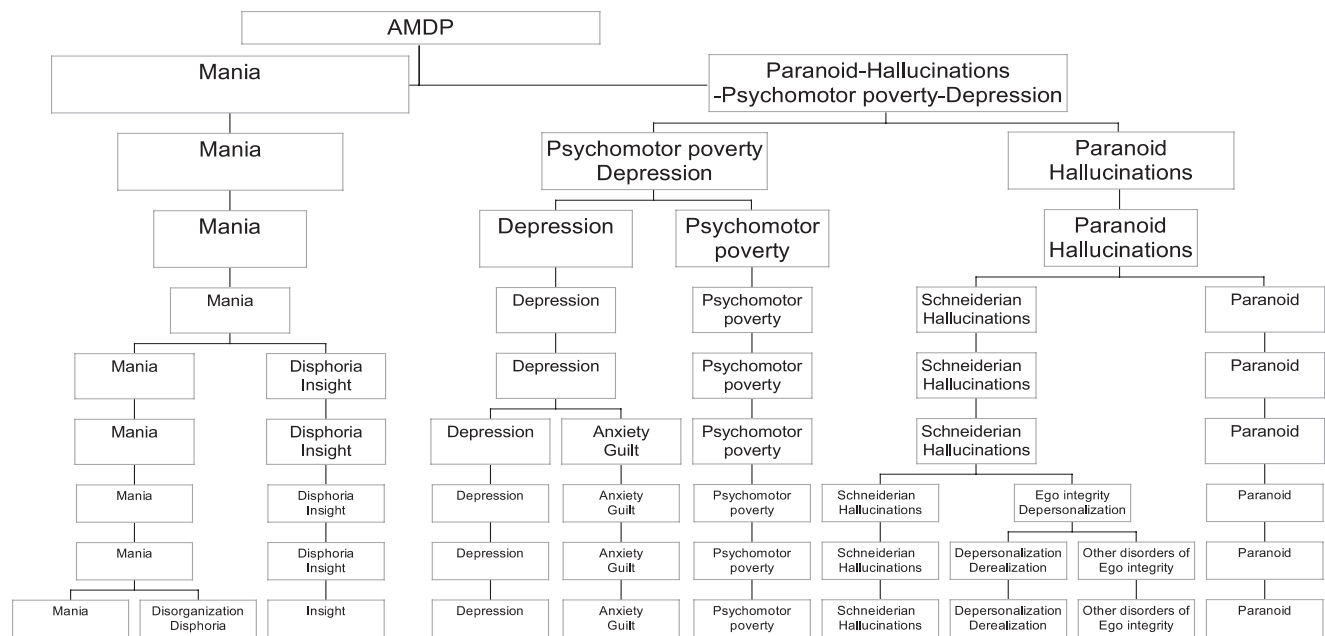 AMDP
Mania
Paranoid-Hallucinations
-Psychomotor poverty-Depression
Mania
Psychomotor poverty
Depression
Paranoid
Hallucinations
Mania
Depression
Psychomotor
poverty
Paranoid
Hallucinations
Mania
Depression
Psychomotor
poverty
Schneiderian
Hallucinations
Paranoid
Mania
Disphoria
Insight
Depression
Psychomotor
poverty
Schneiderian
Hallucinations
Paranoid
Mania
Disphoria
Insight
Depression
Anxiety
Guilt
Psychomotor
poverty
Schneiderian
Hallucinations
Paranoid
Mania
Disphoria
Insight
Depression
Anxiety
Guilt
Psychomotor
poverty
Schneiderian
Hallucinations
Ego integrity
Depersonalization
Paranoid
Mania
Disphoria
Insight
Depression
Anxiety
Guilt
Psychomotor
poverty
Schneiderian
Hallucinations
Depersonalization
Derealization
Other disorders of
Ego integrity
Paranoid
Mania
Disorganization
Disphoria
Insight
Depression
Anxiety
Guilt
Psychomotor
poverty
Schneiderian
Hallucinations
Depersonalization
Derealization
Other disorders of
Ego integrity
Paranoid